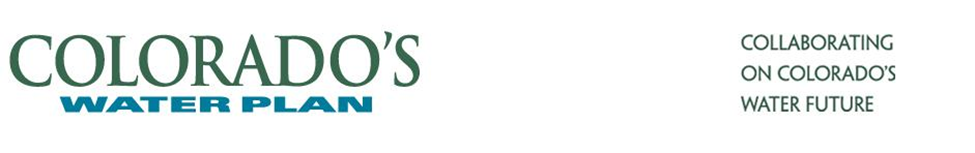 COLORADO'S
WATER PLAN
COLLABORATING
ON COLORADO'S
WATER FUTURE